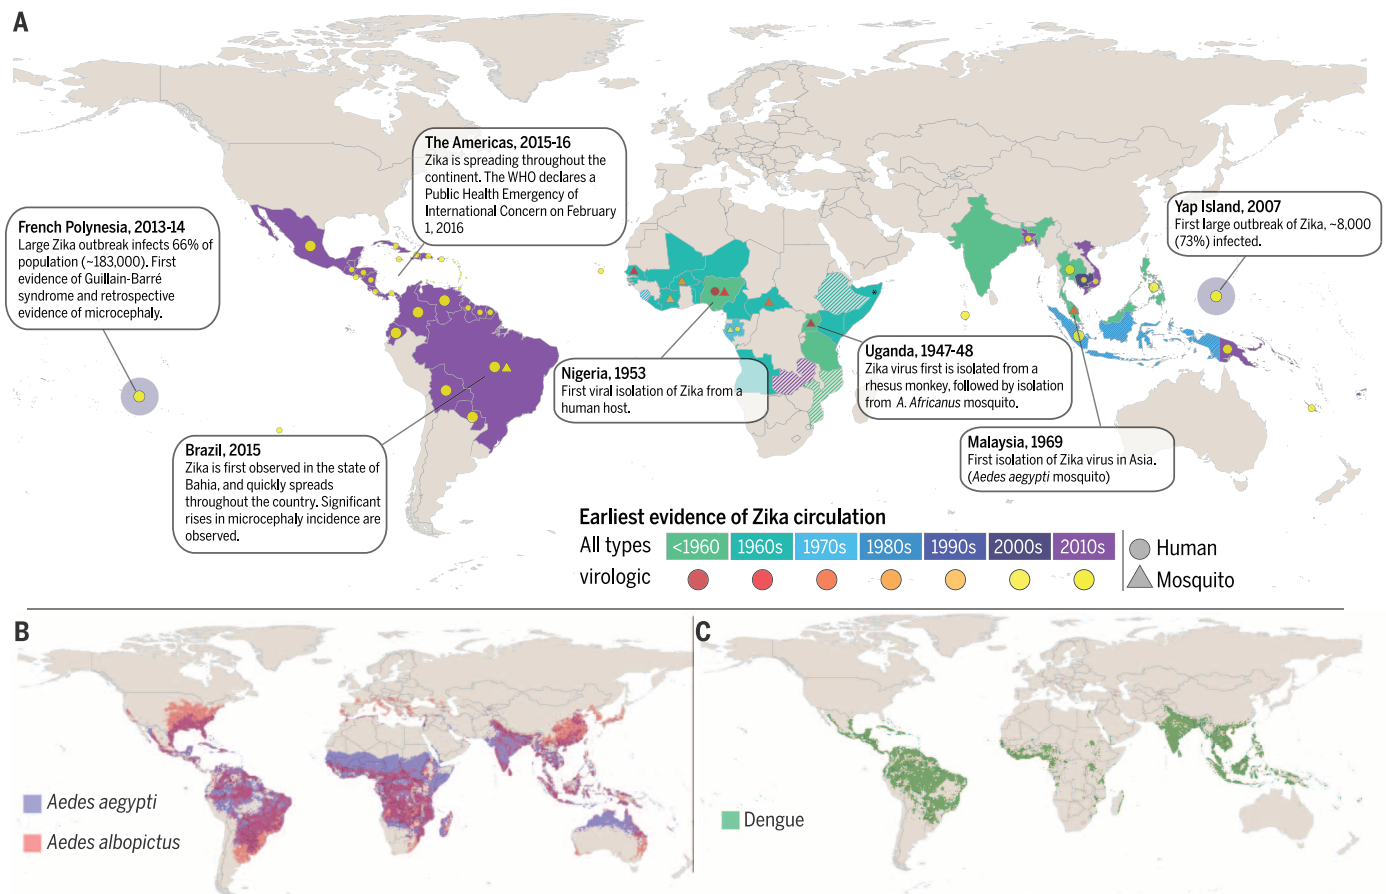 A
The Americas, 2015-16
Zika is spreading throughout the
continent. The WHO declares a
Public Health Emergency of
International Concern on February
1, 2016
French Polynesia, 2013-14
Large Zika outbreak infects 66% of
population (~183,000). First
evidence of Guillain-Barré
syndrome and retrospective
evidence of microcephaly.
Yap Island, 2007
First large outbreak of Zika, ~8,000
(73%) infected.
*
Nigeria, 1953
First viral isolation of Zika from a
human host.
Uganda, 1947-48
Zika virus first is isolated from a
rhesus monkey, followed by isolation
from A. Africanus mosquito.
Brazil, 2015
Zika is first observed in the state of
Bahia, and quickly spreads
throughout the country. Significant
rises in microcephaly incidence are
observed.
Malaysia, 1969
First isolation of Zika virus in Asia.
(Aedes aegypti mosquito)
Earliest evidence of Zika circulation
All types <1960 1960s 1970s 1980s 1990s 2000s 2010s
virologic
Human
Mosquito
B
Aedes aegypti
Aedes albopictus
C
Dengue